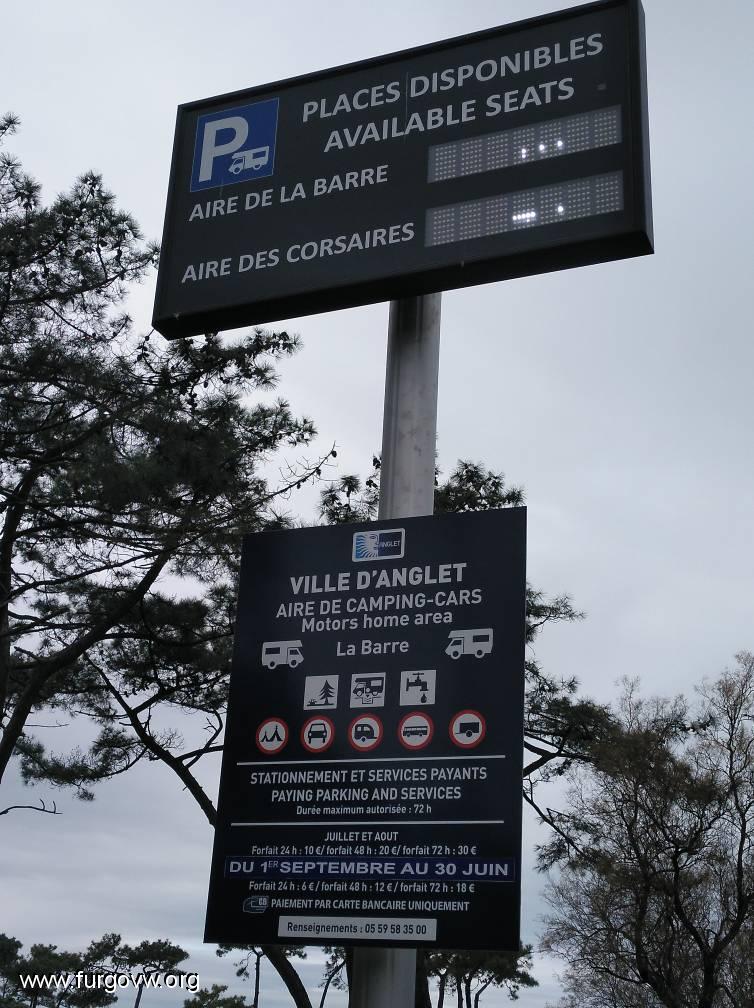 P
PLACES DISPONIBLES
AVAILABLE SEATS
AIRE DE LA BARRE
AIRE DES CORSAIRES
ANGLET
VILLE D'ANGLET
AIRE DE CAMPING-CARS
Motors home area
La Barre
STATIONNEMENT ET SERVICES PAYANTS
PAYING PARKING AND SERVICES
Durée maximum autorisée : 72 h
JUILLET ET AOUT
Forfait 24 h : 10 €/ forfait 48 h : 20 €/ forfait 72 h : 30 €
DU 1ER SEPTEMBRE AU 30 JUIN
Forfait 24 h : 6 € / forfait 48 h : 12 € / forfait 72 h : 18 €
CB PAIEMENT PAR CARTE BANCAIRE UNIQUEMENT
Renseignements : 05 59 58 35 00
www.furgovw.org